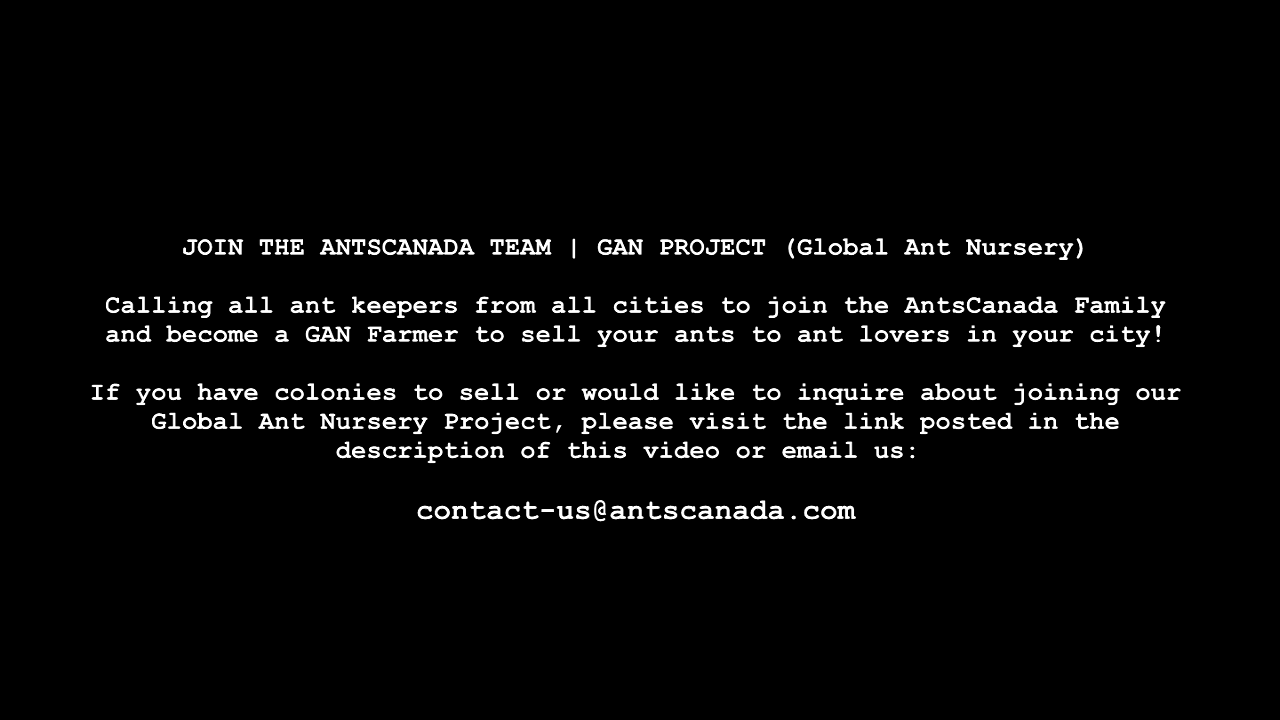 JOIN THE ANTSCANADA TEAM | GAN PROJECT (Global Ant Nursery)
Calling all ant keepers from all cities to join the AntsCanada Family
and become a GAN Farmer to sell your ants to ant lovers in your city!
If you have colonies to sell or would like to inquire about joining our
Global Ant Nursery Project, please visit the link posted in the
description of this video or email us:
contact-us@antscanada.com